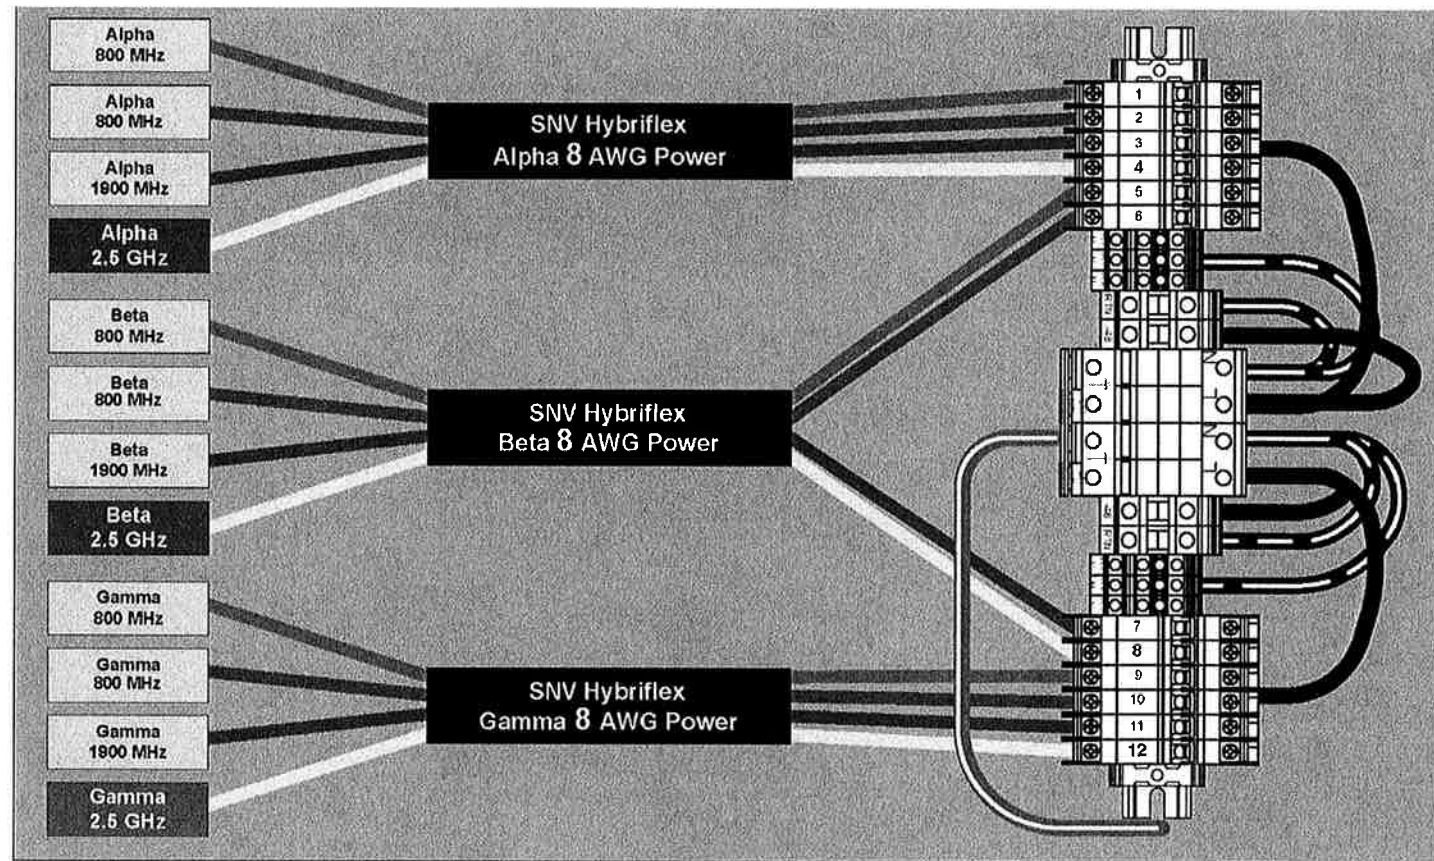 Alpha
800 MHz
Alpha
800 MHz
Alpha
1900 MHz
Alpha
2.5 GHz
SNV Hybriflex
Alpha 8 AWG Power
Beta
800 MHz
Beta
800 MHz
Beta
1900 MHz
Beta
2.5 GHz
SNV Hybriflex
Beta 8 AWG Power
Gamma
800 MHz
Gamma
800 MHz
Gamma
1900 MHz
Gamma
2.5 GHz
SNV Hybriflex
Gamma 8 AWG Power
1
2
3
4
5
6
N
L
N
L
7
8
9
10
11
12